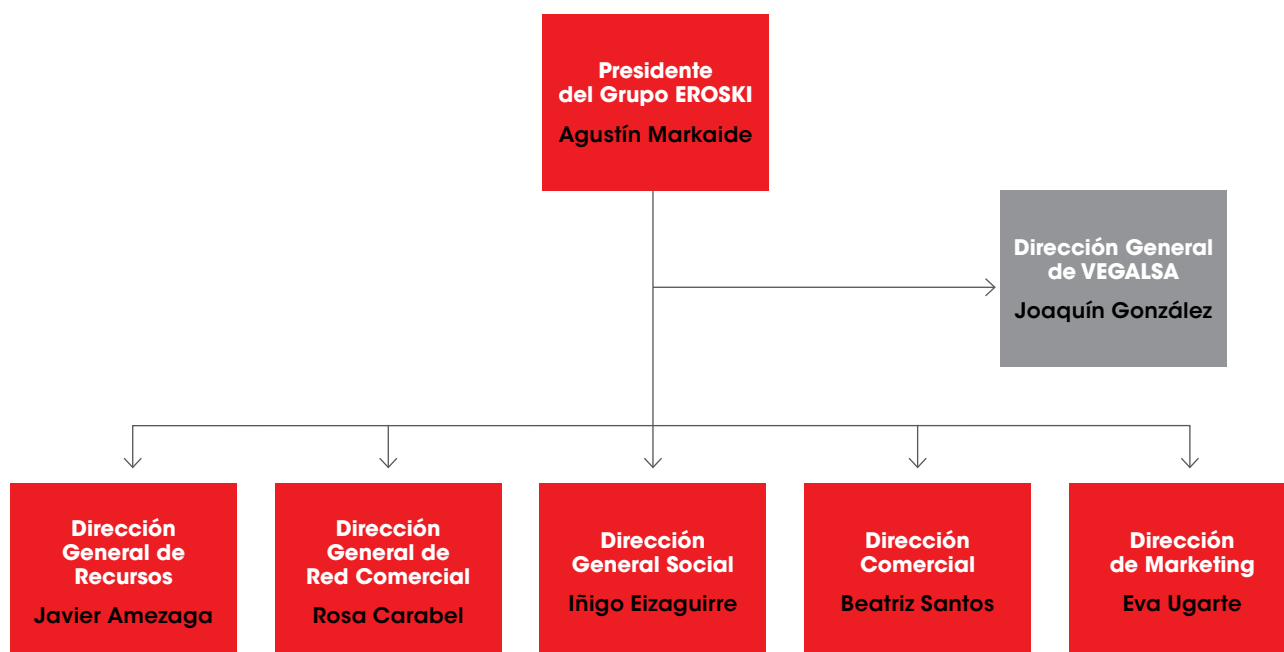 Presidente
del Grupo EROSKI
Agustín Markaide
Dirección General
de VEGALSA
Joaquín González
Dirección
General de
Recursos
Javier Amezaga
Dirección
General de
Red Comercial
Rosa Carabel
Dirección
General Social
Iñigo Eizaguirre
Dirección
Comercial
Beatriz Santos
Dirección
de Marketing
Eva Ugarte